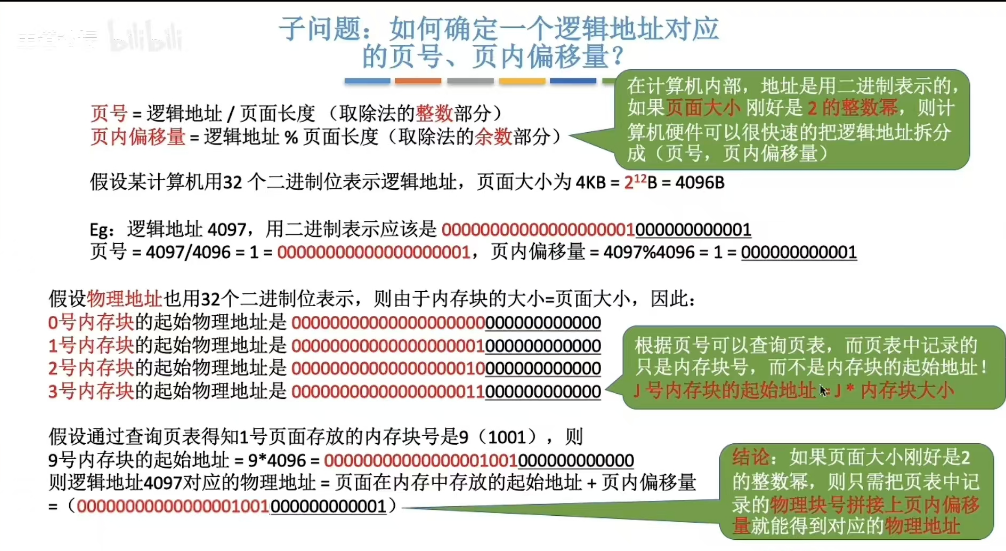 bilibili
子问题：如何确定一个逻辑地址对应
的页号、页内偏移量？
页号 = 逻辑地址 / 页面长度 （取除法的整数部分）
页内偏移量 = 逻辑地址 % 页面长度（取除法的余数部分）
在计算机内部，地址是用二进制表示的，
如果页面大小 刚好是 2 的整数幂，则计
算机硬件可以很快速的把逻辑地址拆分
成（页号，页内偏移量）
假设某计算机用32 个二进制位表示逻辑地址，页面大小为 4KB = 2¹²B = 4096B
Eg：逻辑地址 4097，用二进制表示应该是 00000000000000000001000000000001
页号 = 4097/4096 = 1 = 00000000000000000001，页内偏移量 = 4097%4096 = 1 = 000000000001
假设物理地址也用32个二进制位表示，则由于内存块的大小=页面大小，因此：
0号内存块的起始物理地址是 00000000000000000000000000000000
1号内存块的起始物理地址是 00000000000000000001000000000000
2号内存块的起始物理地址是 00000000000000000010000000000000
3号内存块的起始物理地址是 00000000000000000011000000000000
根据页号可以查询页表，而页表中记录的
只是内存块号，而不是内存块的起始地址！
J 号内存块的起始地址 = J * 内存块大小
假设通过查询页表得知1号页面存放的内存块号是9（1001），则
9号内存块的起始地址 = 9*4096 = 00000000000000001001000000000000
则逻辑地址4097对应的物理地址 = 页面在内存中存放的起始地址 + 页内偏移量
=（00000000000000001001000000000001）
结论：如果页面大小刚好是2
的整数幂，则只需把页表中记
录的物理块号拼接上页内偏移
量就能得到对应的物理地址